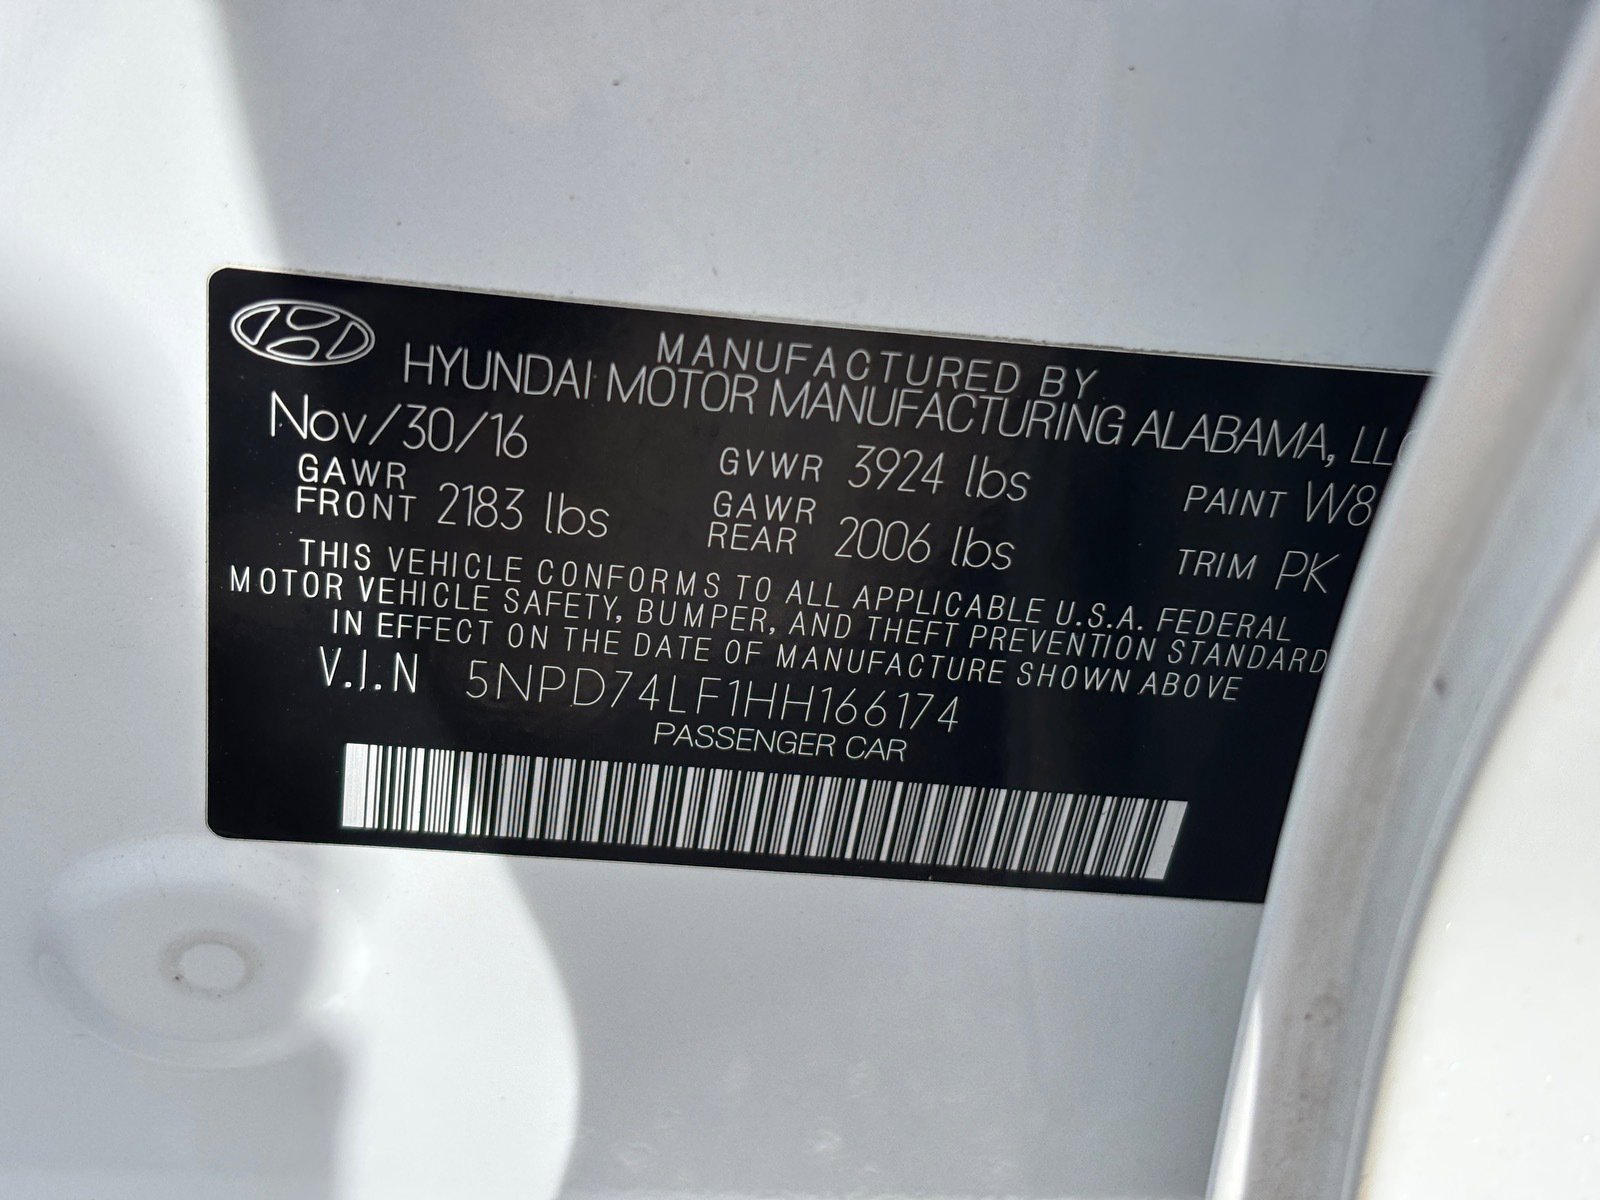 MANUFACTURED BY
HYUNDAI MOTOR MANUFACTURING ALABAMA, LLC
Nov/30/16 GVWR 3924 lbs PAINT W8
GAWR FRONT 2183 lbs GAWR REAR 2006 lbs TRIM PK
THIS VEHICLE CONFORMS TO ALL APPLICABLE U.S.A. FEDERAL
MOTOR VEHICLE SAFETY, BUMPER, AND THEFT PREVENTION STANDARD
IN EFFECT ON THE DATE OF MANUFACTURE SHOWN ABOVE
V.I.N 5NPD74LF1HH166174
PASSENGER CAR